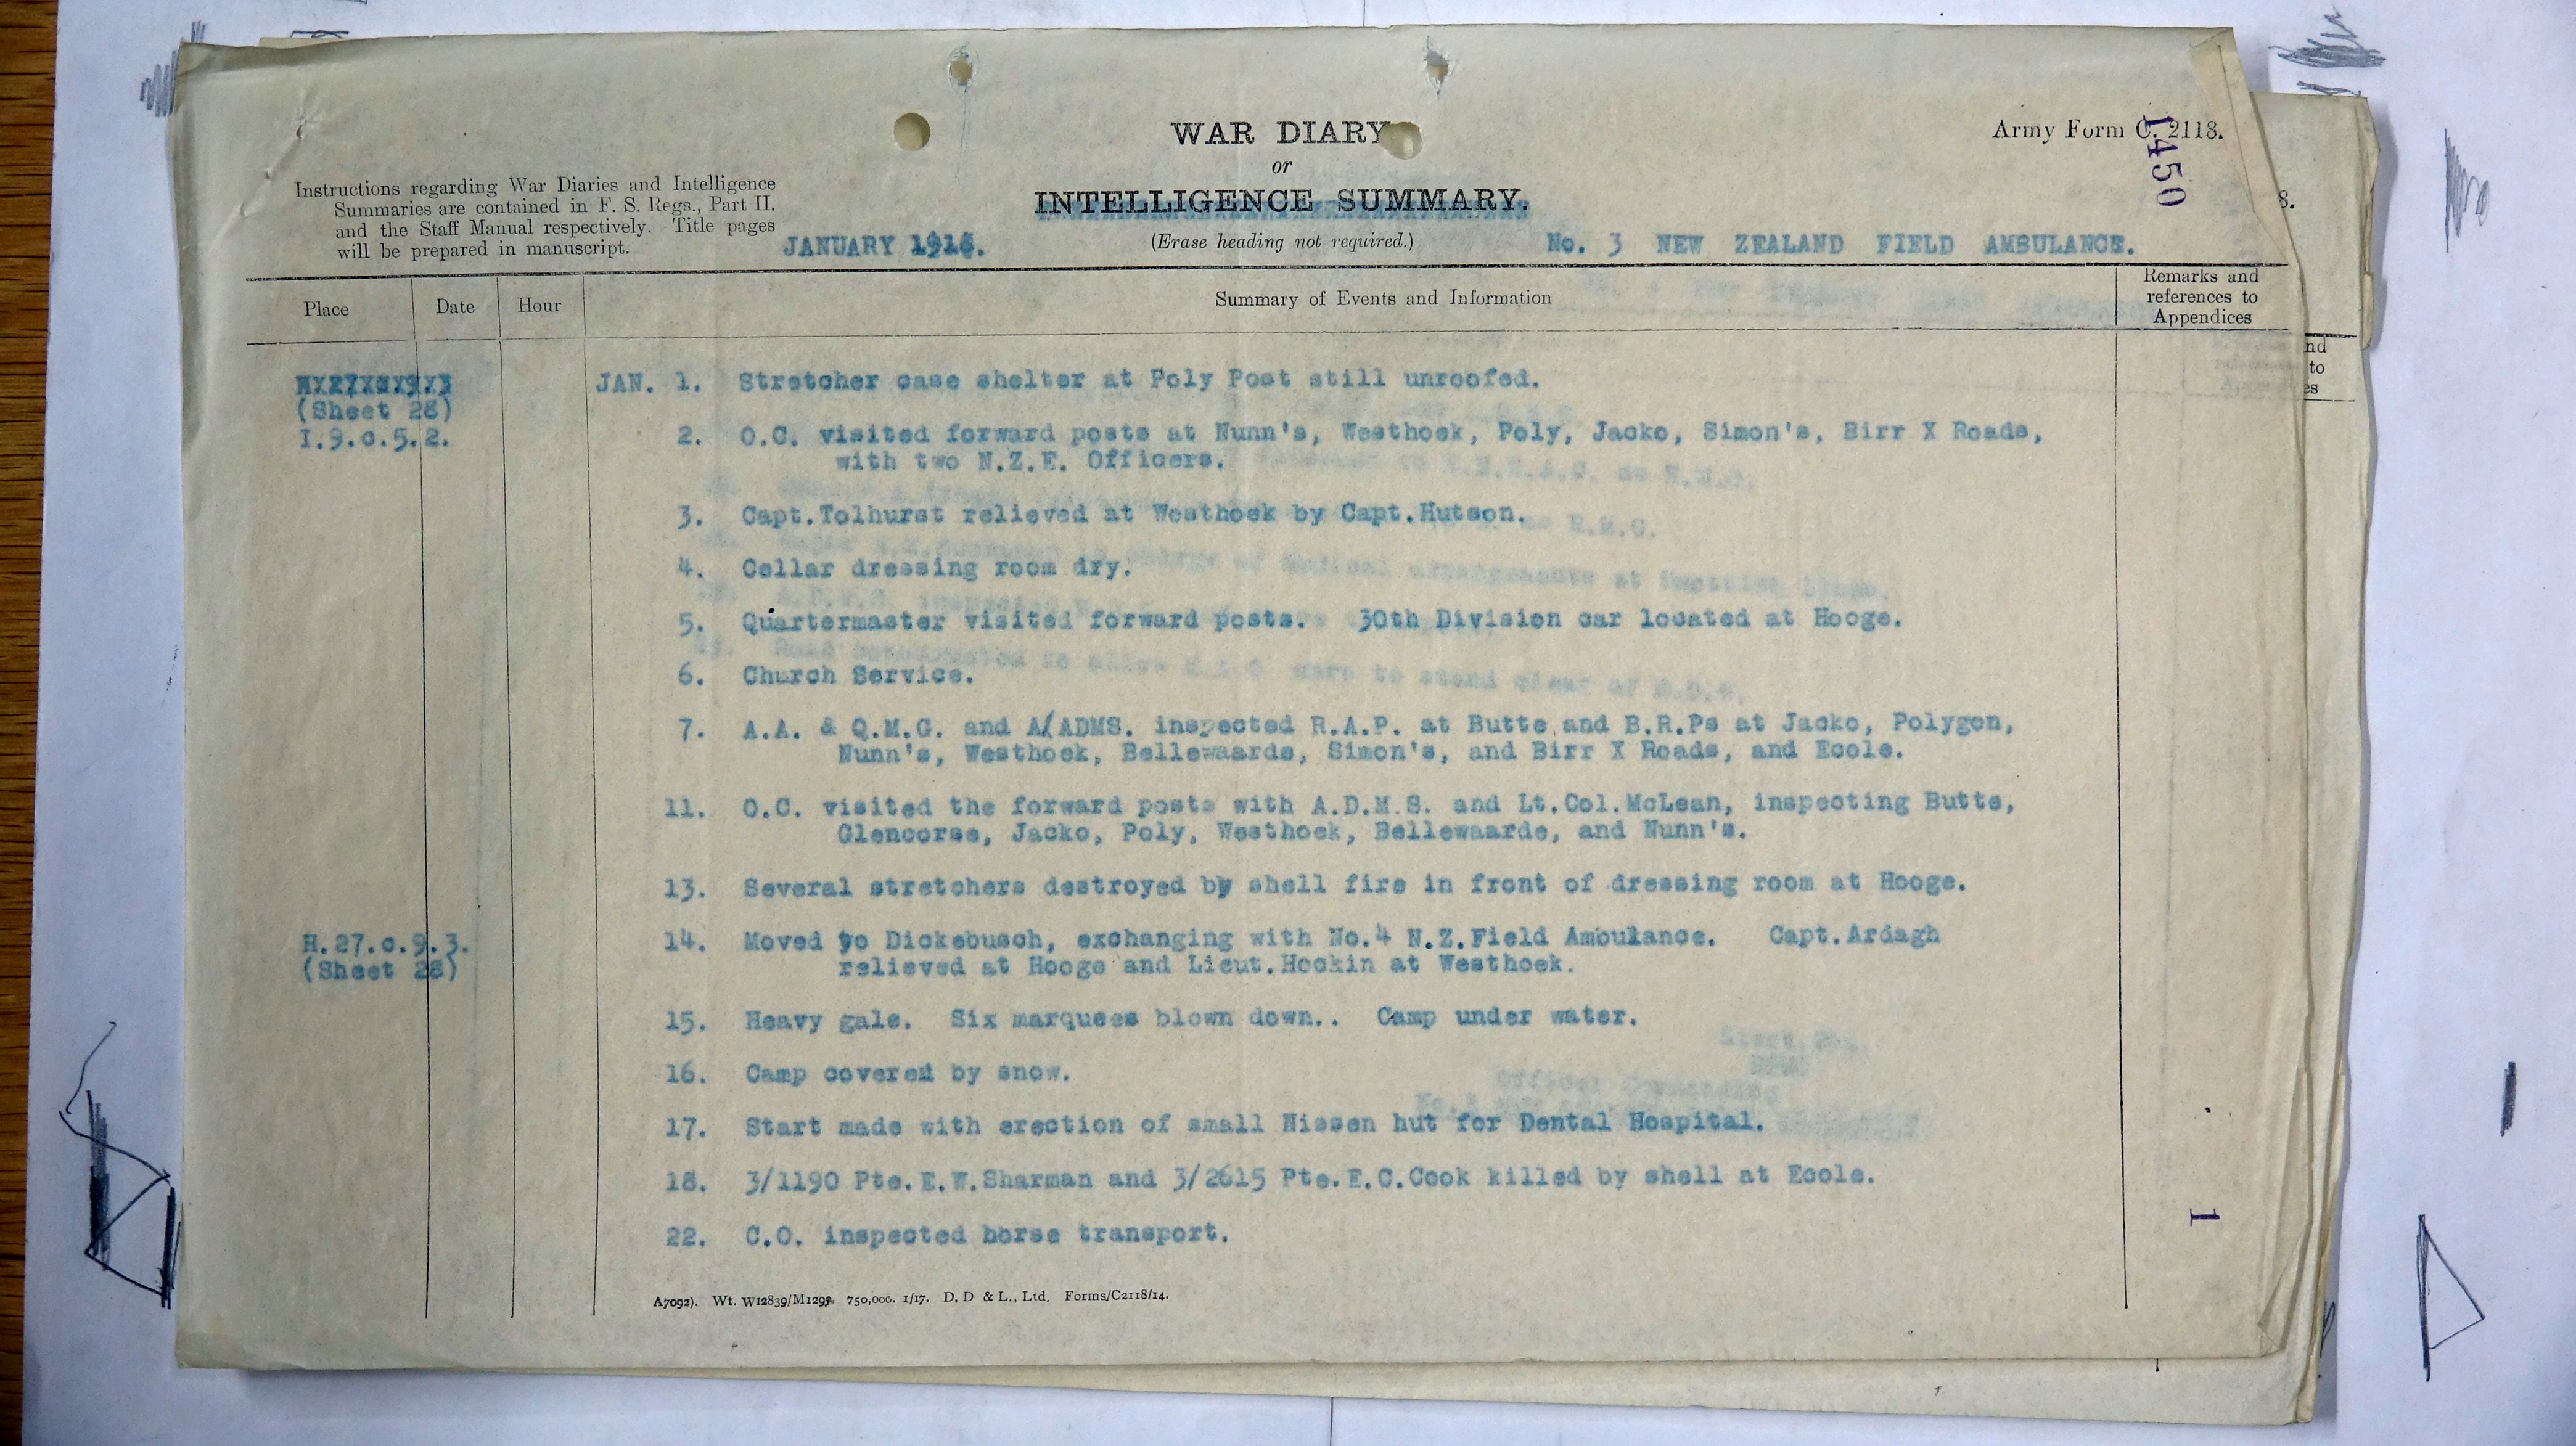 WAR DIARY
or
INTELLIGENCE SUMMARY.
(Erase heading not required.)
Army Form C. 2118.
1450
Instructions regarding War Diaries and Intelligence
Summaries are contained in F. S. Regs., Part II.
and the Staff Manual respectively. Title pages
will be prepared in manuscript.
JANUARY 1918.
No. 3 NEW ZEALAND FIELD AMBULANCE.
Place
Date
Hour
Summary of Events and Information
Remarks and
references to
Appendices
(Sheet 28)
I.9.c.5.2.
JAN. 1. Stretcher case shelter at Poly Post still unroofed.
2. O.C. visited forward posts at Nunn's, Westhoek, Poly, Jacko, Simon's, Birr X Roads,
with two N.Z.E. Officers.
3. Capt.Tolhurst relieved at Westhoek by Capt.Hutson.
4. Cellar dressing room dry.
5. Quartermaster visited forward posts. 30th Division car located at Hooge.
6. Church Service.
7. A.A. & Q.M.G. and A/ADMS. inspected R.A.P. at Butte and B.R.Ps at Jacko, Polygon,
Nunn's, Westhoek, Bellewaarde, Simon's, and Birr X Roads, and Ecole.
11. O.C. visited the forward posts with A.D.M.S. and Lt.Col.McLean, inspecting Butte,
Glencorse, Jacko, Poly, Westhoek, Bellewaarde, and Nunn's.
13. Several stretchers destroyed by shell fire in front of dressing room at Hooge.
H.27.c.9.3.
(Sheet 28)
14. Moved to Dickebusch, exchanging with No.4 N.Z.Field Ambulance. Capt.Ardagh
relieved at Hooge and Lieut.Hockin at Westhoek.
15. Heavy gale. Six marquees blown down.. Camp under water.
16. Camp covered by snow.
17. Start made with erection of small Nissen hut for Dental Hospital.
18. 3/1190 Pte.E.W.Sharman and 3/2615 Pte.E.C.Cook killed by shell at Ecole.
22. C.O. inspected horse transport.
1
A7092). Wt. W12839/M1293. 750,000. 1/17. D. D & L., Ltd. Forms/C2118/14.
8.
nd
to
es